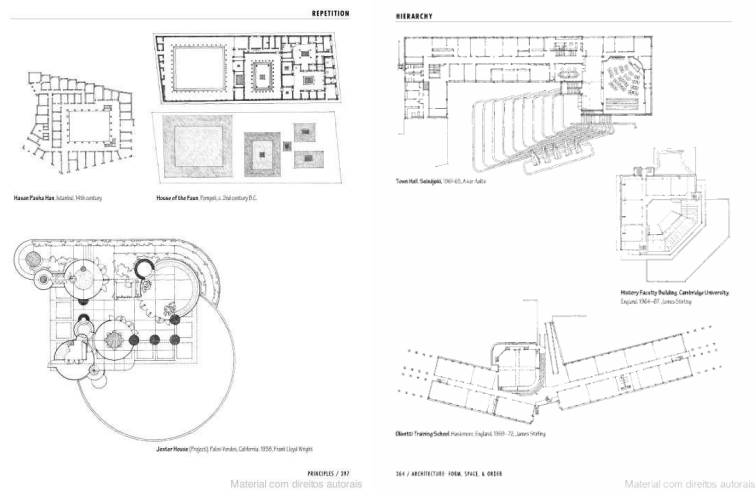 REPETITION
Hasan Pasha Han, Istanbul, 14th century
House of the Faun, Pompeii, c. 2nd century B.C.
Jester House (Project), Palos Verdes, California, 1938, Frank Lloyd Wright
PRINCIPLES / 397
Material com direitos autorais
HIERARCHY
Town Hall, Seinäjoki, 1961–65, Alvar Aalto
History Faculty Building, Cambridge University,
England, 1964–67, James Stirling
Olivetti Training School, Haslemere, England, 1969–72, James Stirling
364 / ARCHITECTURE: FORM, SPACE, & ORDER
Material com direitos autorais